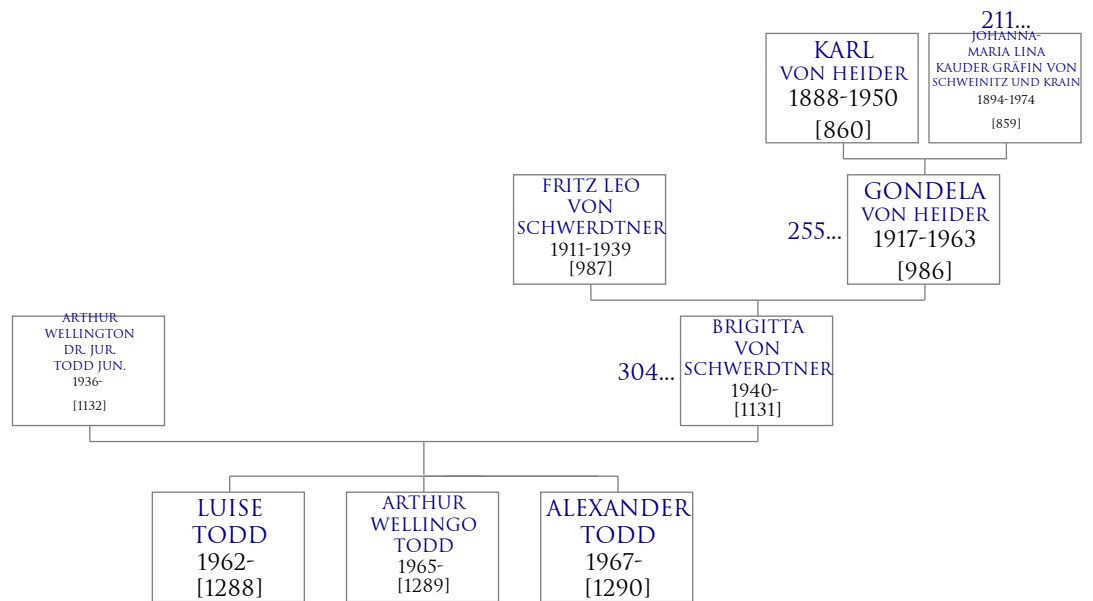 211...
KARL
VON HEIDER
1888-1950
[860]
JOHANNA-
MARIA LINA
KAUDER GRÄFIN VON
SCHWEINITZ UND KRAIN
1894-1974
[859]
FRITZ LEO
VON
SCHWERDTNER
1911-1939
[987]
255...
GONDELA
VON HEIDER
1917-1963
[986]
ARTHUR
WELLINGTON
DR. JUR.
TODD JUN.
1936-
[1132]
304...
BRIGITTA
VON
SCHWERDTNER
1940-
[1131]
LUISE
TODD
1962-
[1288]
ARTHUR
WELLINGO
TODD
1965-
[1289]
ALEXANDER
TODD
1967-
[1290]